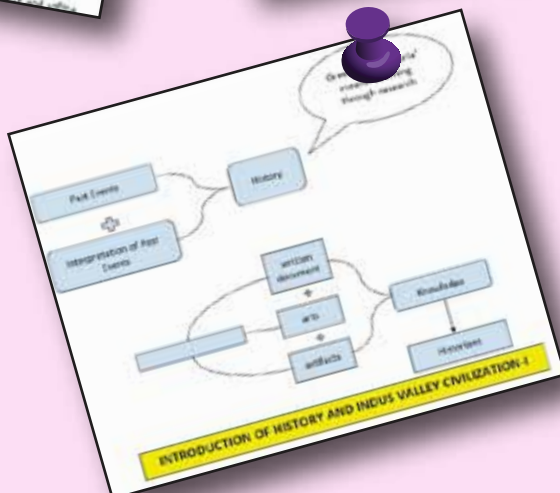 through research
History
Past Events
Interpretation of Past
Events
written
document
arts
artifacts
Knowledge
Historians
INTRODUCTION OF HISTORY AND INDUS VALLEY CIVILIZATION-I